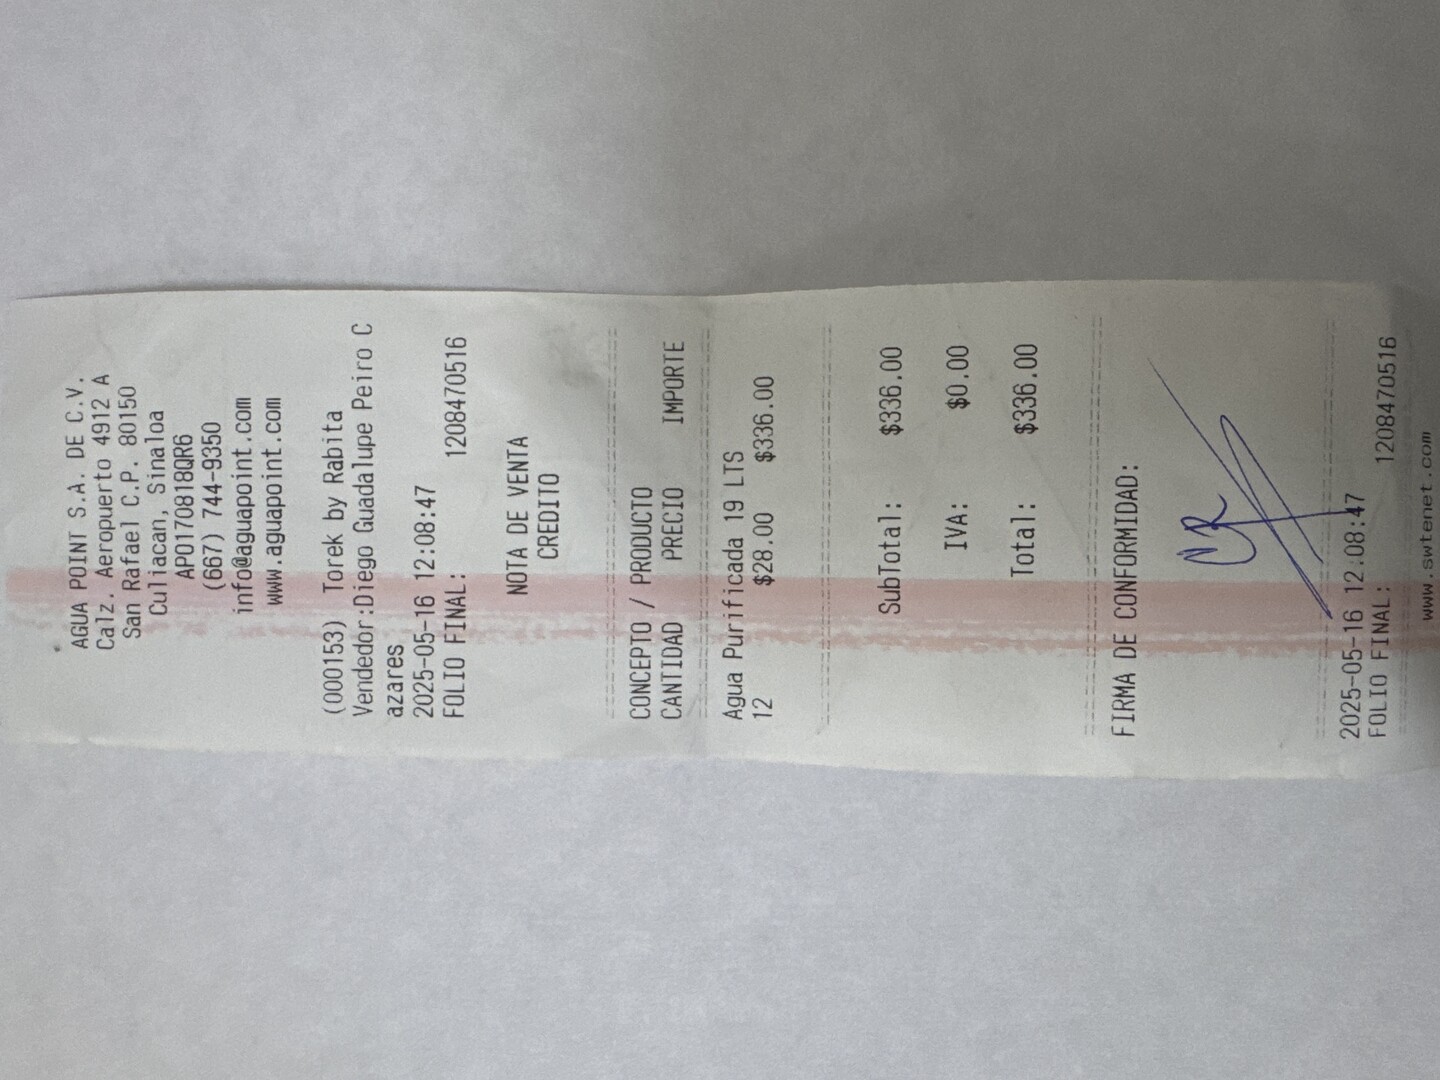 AGUA POINT S.A. DE C.V.
Calz. Aeropuerto 4912 A
San Rafael C.P. 80150
Culiacan, Sinaloa
APO170818QR6
(667) 744-9350
info@aguapoint.com
www.aguapoint.com
(000153) Torek by Rabita
Vendedor:Diego Guadalupe Peiro C
azares
2025-05-16 12:08:47
FOLIO FINAL: 1208470516
NOTA DE VENTA
CREDITO
CONCEPTO / PRODUCTO
CANTIDAD PRECIO IMPORTE
Agua Purificada 19 LTS
12 $28.00 $336.00
SubTotal: $336.00
IVA: $0.00
Total: $336.00
FIRMA DE CONFORMIDAD:
2025-05-16 12:08:47
FOLIO FINAL: 1208470516
www.swtenet.com